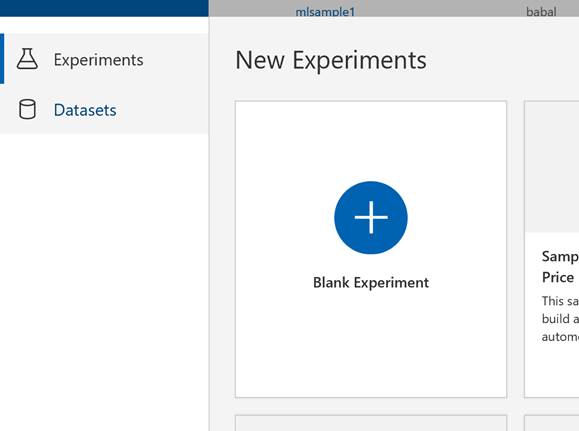 mlsample1 babal
Experiments
Datasets
New Experiments
Blank Experiment
Samp
Price
This sa
build a
autom